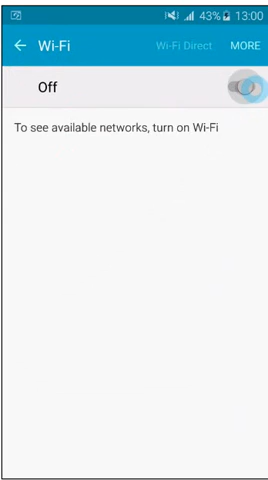 43% 13:00
Wi-Fi Wi-Fi Direct MORE
Off
To see available networks, turn on Wi-Fi